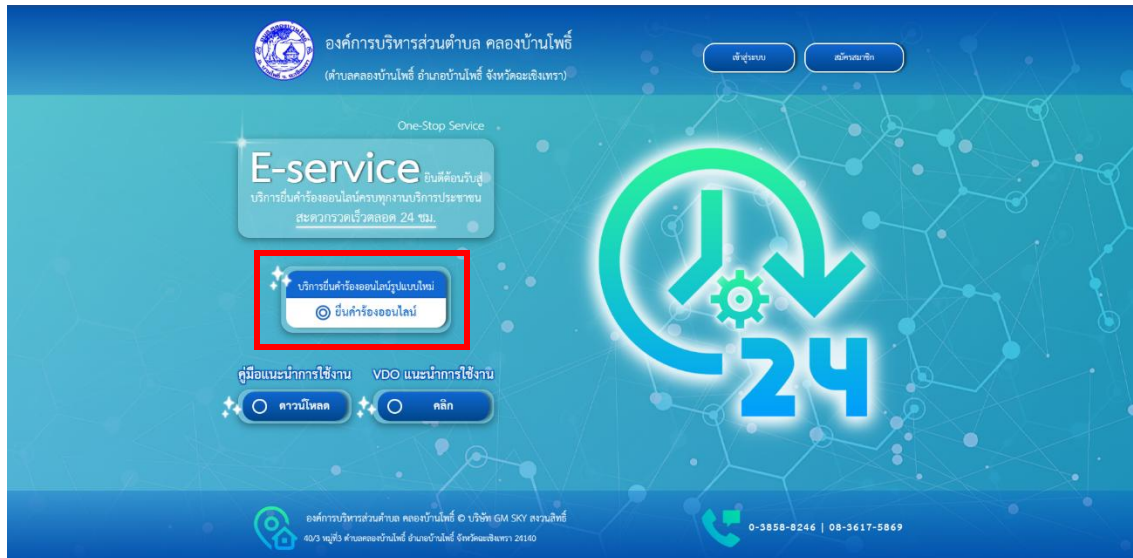 องค์การบริหารส่วนตำบล คลองบ้านโพธิ์
(ตำบลคลองบ้านโพธิ์ อำเภอบ้านโพธิ์ จังหวัดฉะเชิงเทรา)
เข้าสู่ระบบ
สมัครสมาชิก
One-Stop Service
E-service ยินดีต้อนรับสู่
บริการยื่นคำร้องออนไลน์ครบทุกงานบริการประชาชน
สะดวกรวดเร็วตลอด 24 ชม.
บริการยื่นคำร้องออนไลน์รูปแบบใหม่
ยื่นคำร้องออนไลน์
คู่มือแนะนำการใช้งาน
VDO แนะนำการใช้งาน
ดาวน์โหลด
คลิก
24
องค์การบริหารส่วนตำบล คลองบ้านโพธิ์ © บริษัท GM SKY สงวนสิทธิ์
40/3 หมู่ที่3 ตำบลคลองบ้านโพธิ์ อำเภอบ้านโพธิ์ จังหวัดฉะเชิงเทรา 24140
0-3858-8246 | 08-3617-5869